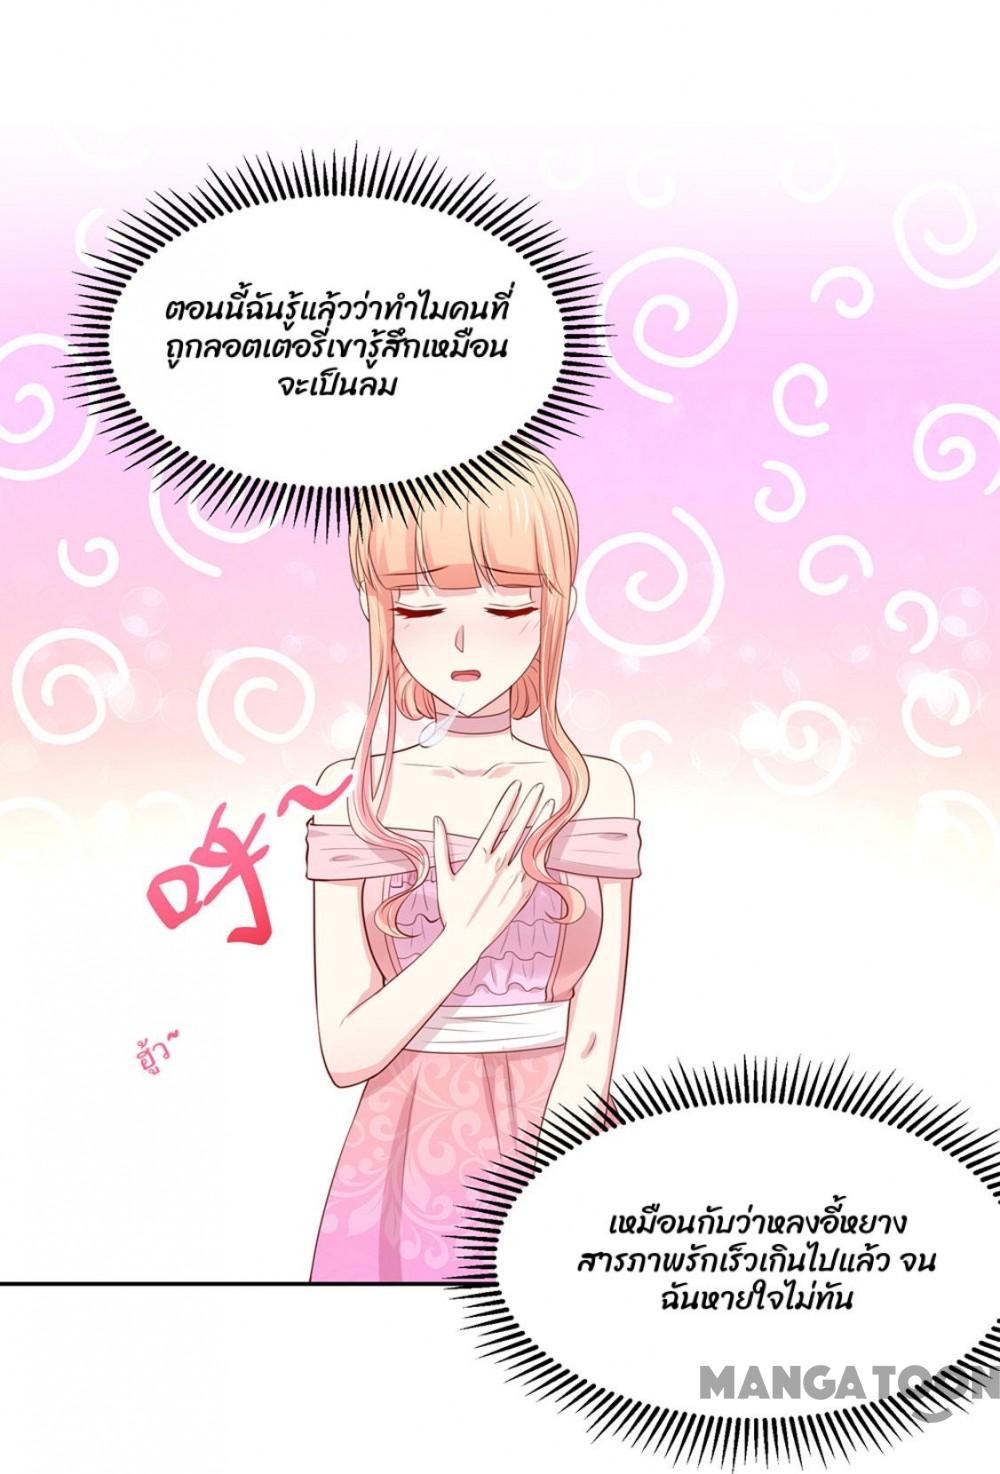 ตอนนี้ฉันรู้แล้วว่าทำไมคนที่
ถูกลอตเตอรี่เขารู้สึกเหมือน
จะเป็นลม
呼~
ฮู้ว~
เหมือนกับว่าหลงอี้หยาง
สารภาพรักเร็วเกินไปแล้ว จน
ฉันหายใจไม่ทัน
MANGATOON